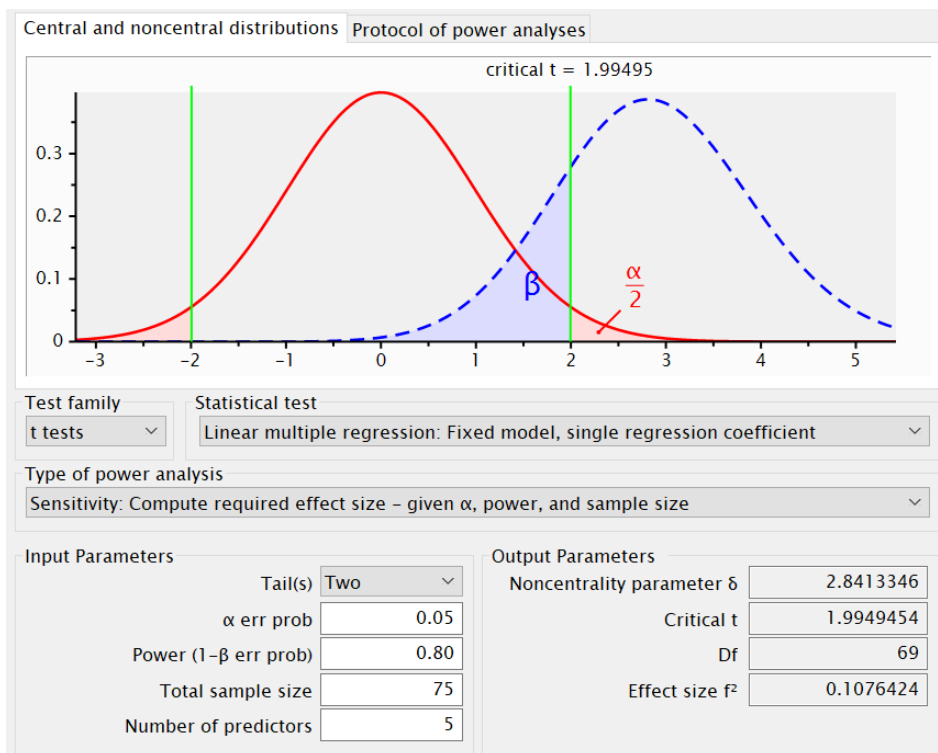 Central and noncentral distributions Protocol of power analyses
critical t = 1.99495
0.3
0.2
0.1
0
β
α
2
-3 -2 -1 0 1 2 3 4 5
Test family Statistical test
t tests Linear multiple regression: Fixed model, single regression coefficient
Type of power analysis
Sensitivity: Compute required effect size – given α, power, and sample size
Input Parameters
Tail(s) Two
α err prob 0.05
Power (1-β err prob) 0.80
Total sample size 75
Number of predictors 5
Output Parameters
Noncentrality parameter δ 2.8413346
Critical t 1.9949454
Df 69
Effect size f² 0.1076424